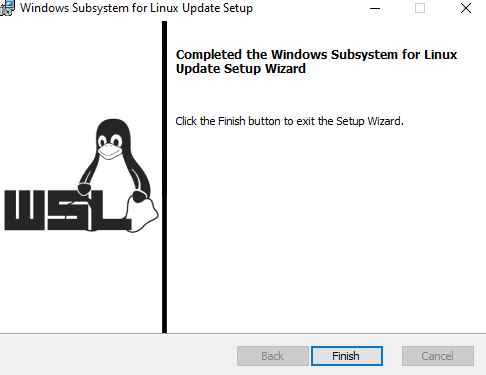 Windows Subsystem for Linux Update Setup
Completed the Windows Subsystem for Linux
Update Setup Wizard
Click the Finish button to exit the Setup Wizard.
WSL
Back
Finish
Cancel